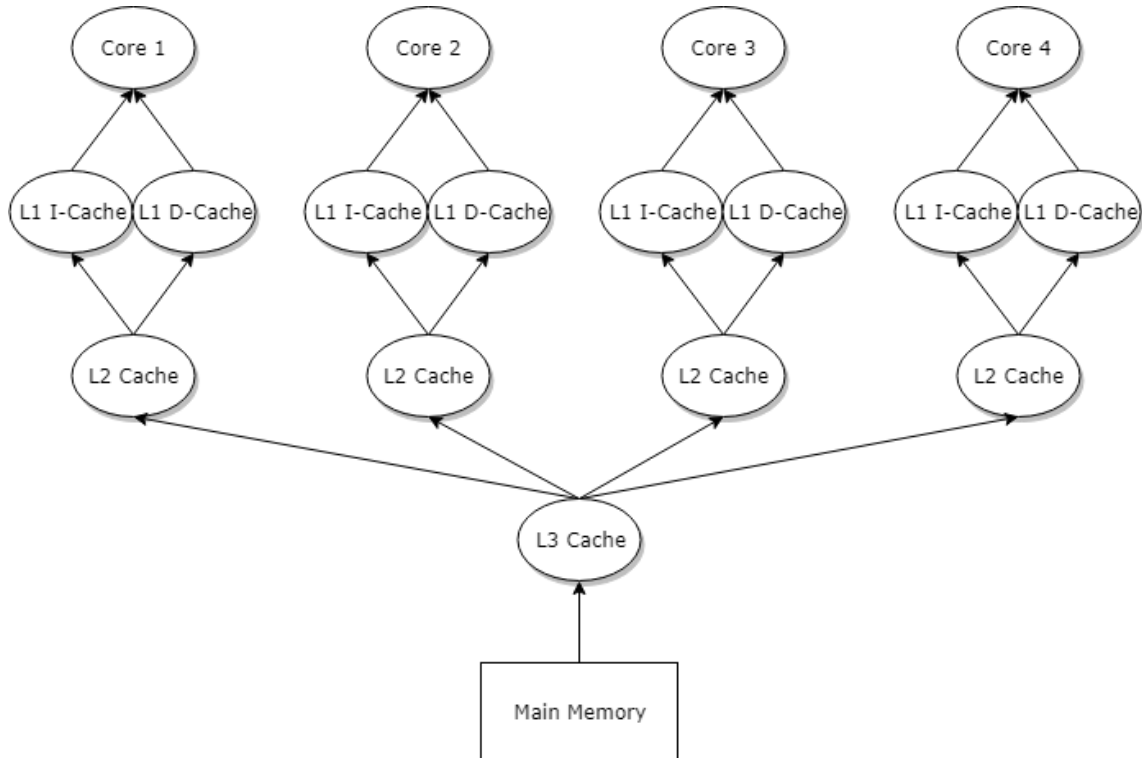 Core 1
Core 2
Core 3
Core 4
L1 I-Cache
L1 D-Cache
L1 I-Cache
L1 D-Cache
L1 I-Cache
L1 D-Cache
L1 I-Cache
L1 D-Cache
L2 Cache
L2 Cache
L2 Cache
L2 Cache
L3 Cache
Main Memory